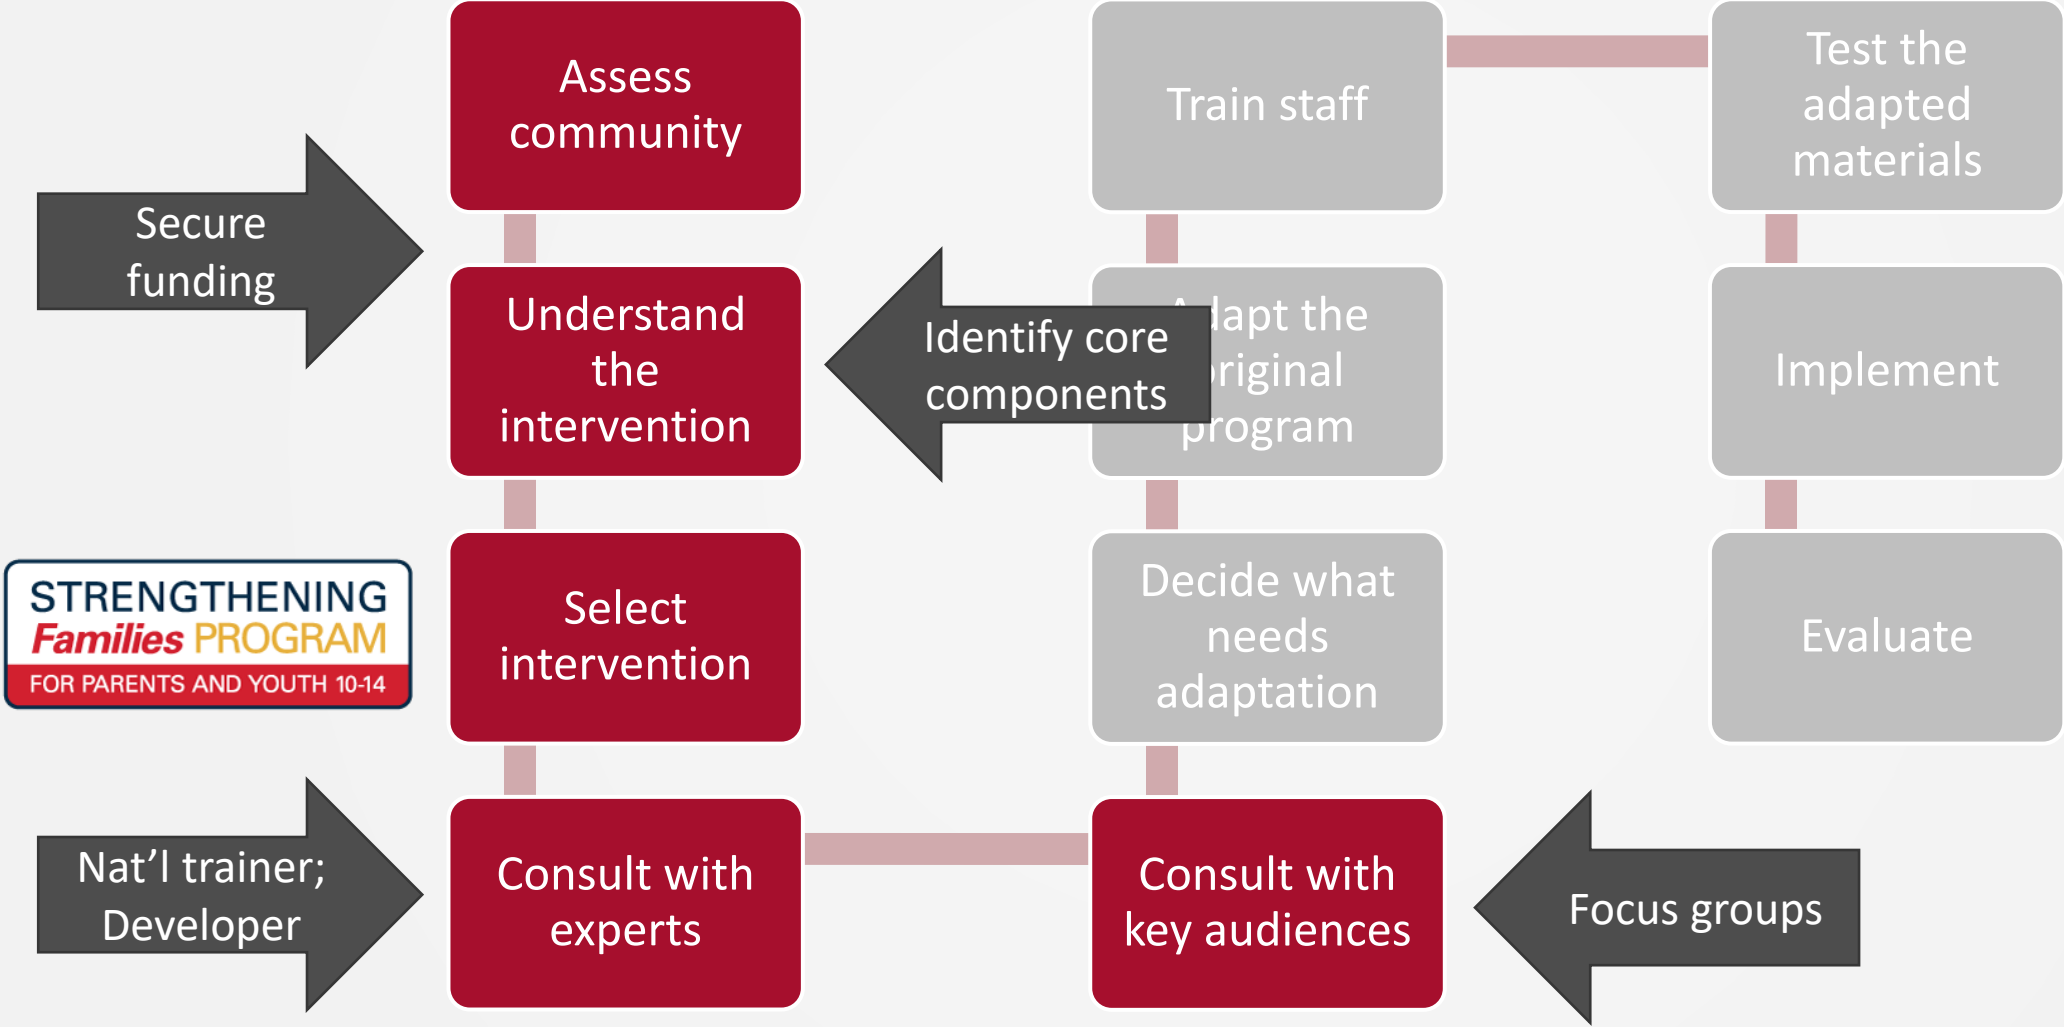 Assess
community
Secure
funding
Understand
the
intervention
Identify core
components
STRENGTHENING
Families PROGRAM
FOR PARENTS AND YOUTH 10-14
Select
intervention
Nat’l trainer;
Developer
Consult with
experts
Consult with
key audiences
Focus groups
Decide what
needs
adaptation
Adapt the
original
program
Train staff
Test the
adapted
materials
Implement
Evaluate